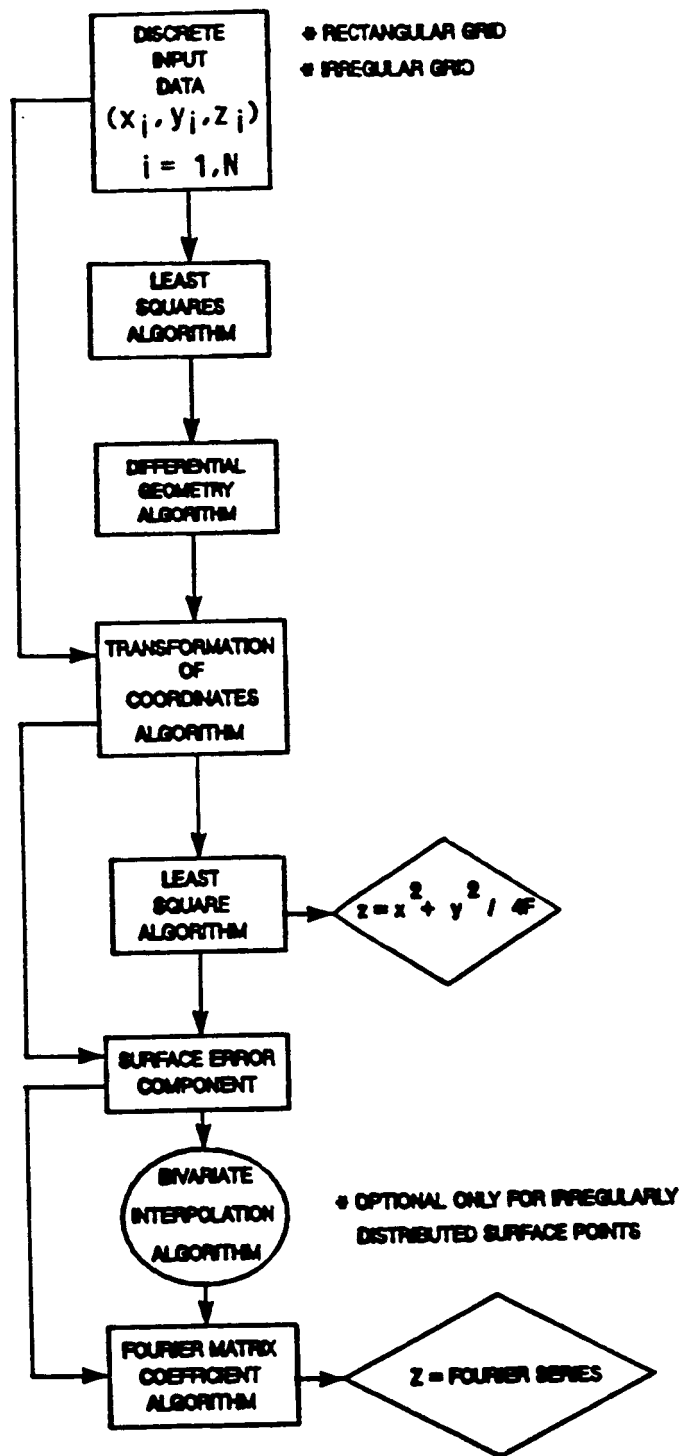 DISCRETE
INPUT
DATA
(xi, yi, zi)
i = 1,N
* RECTANGULAR GRID
* IRREGULAR GRID
LEAST
SQUARES
ALGORITHM
DIFFERENTIAL
GEOMETRY
ALGORITHM
TRANSFORMATION
OF
COORDINATES
ALGORITHM
LEAST
SQUARE
ALGORITHM
z = x² + y² / 4F
SURFACE ERROR
COMPONENT
BIVARIATE
INTERPOLATION
ALGORITHM
* OPTIONAL ONLY FOR IRREGULARLY
DISTRIBUTED SURFACE POINTS
FOURIER MATRIX
COEFFICIENT
ALGORITHM
Z = FOURIER SERIES